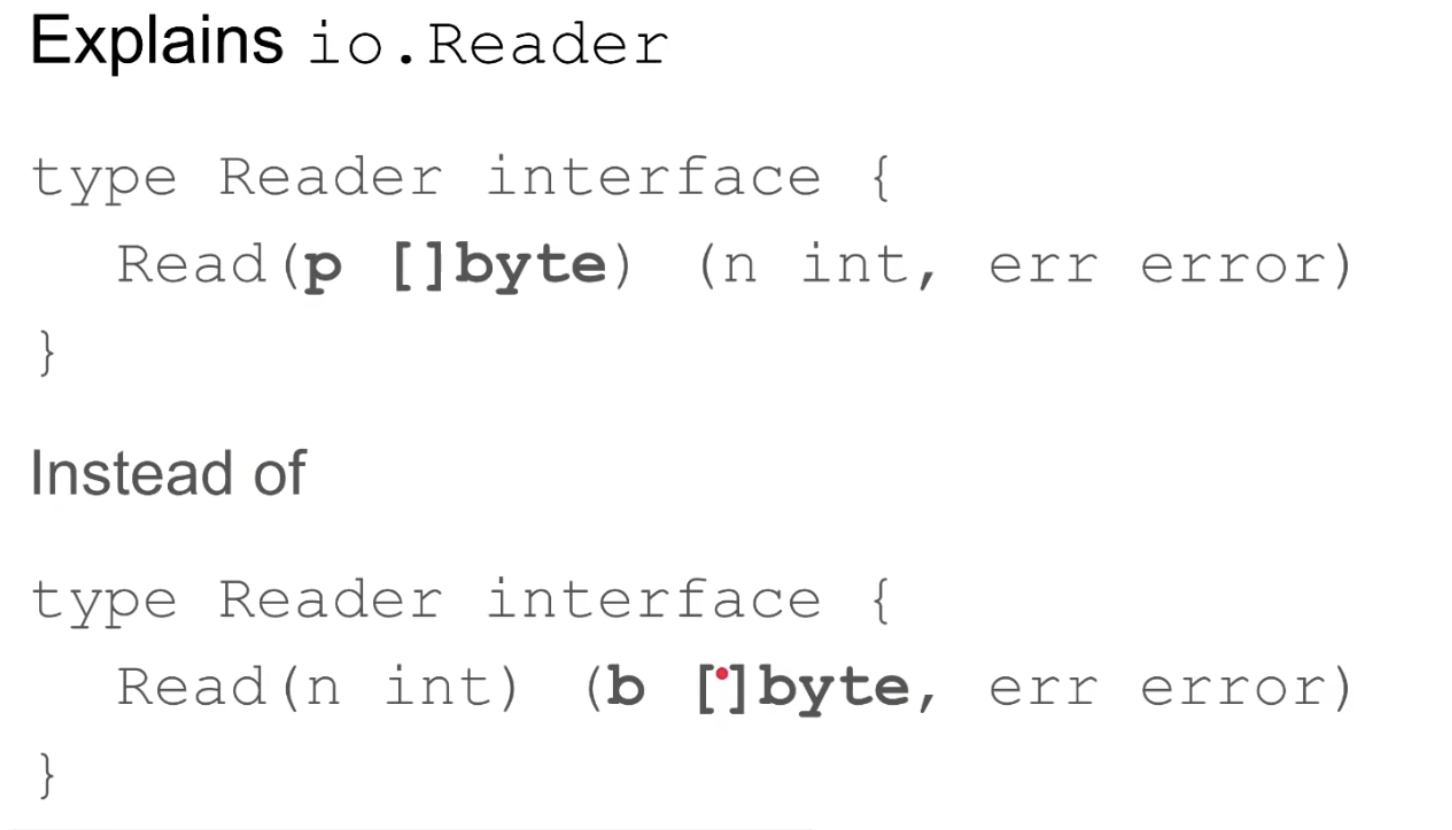 Explains io.Reader
type Reader interface {
Read(p []byte) (n int, err error)
}
Instead of
type Reader interface {
Read(n int) (b []byte, err error)
}